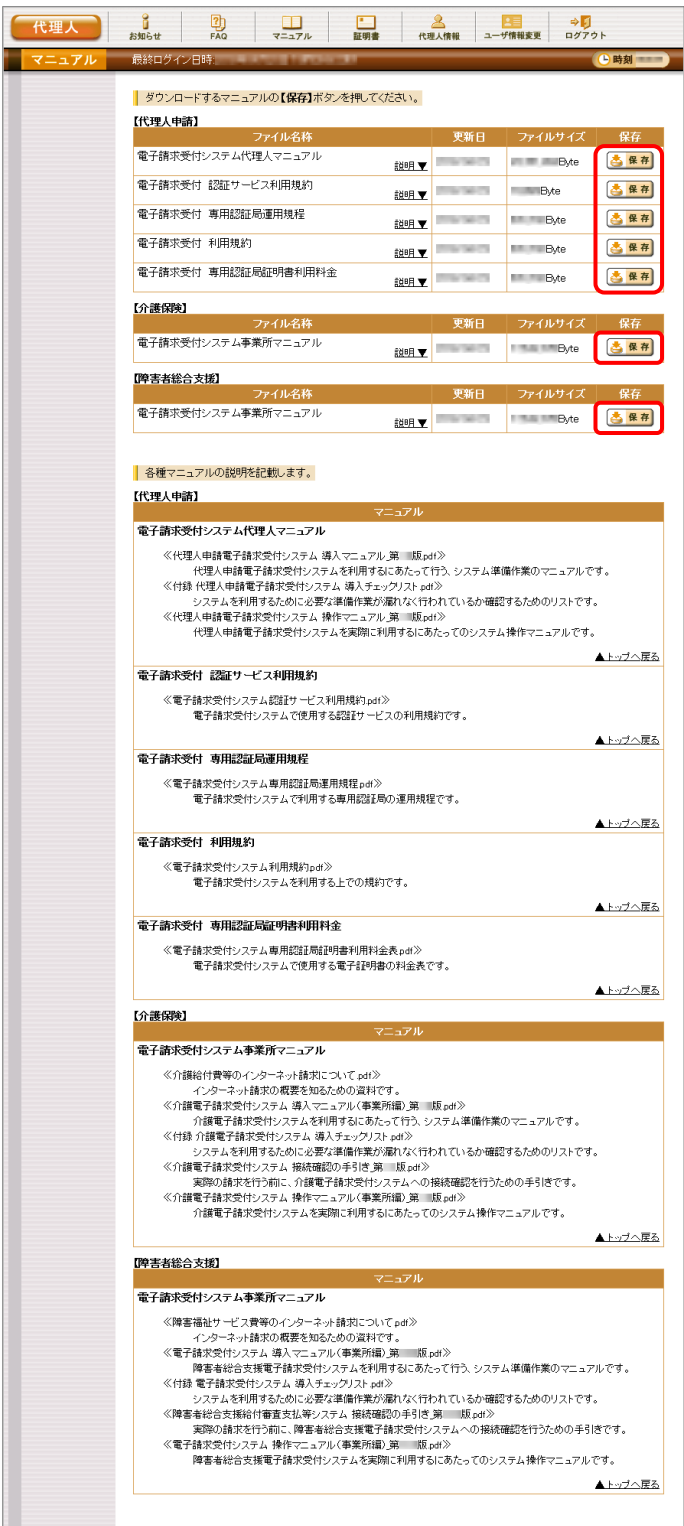 代理人
お知らせ FAQ マニュアル 証明書 代理人情報 ユーザ情報変更 ログアウト
マニュアル 最終ログイン日時: 時刻
ダウンロードするマニュアルの【保存】ボタンを押してください。
【代理人申請】
ファイル名称 更新日 ファイルサイズ 保存
電子請求受付システム代理人マニュアル 説明▼ Byte 保存
電子請求受付 認証サービス利用規約 説明▼ Byte 保存
電子請求受付 専用認証局運用規程 説明▼ Byte 保存
電子請求受付 利用規約 説明▼ Byte 保存
電子請求受付 専用認証局証明書利用料金 説明▼ Byte 保存
【介護保険】
ファイル名称 更新日 ファイルサイズ 保存
電子請求受付システム事業所マニュアル 説明▼ Byte 保存
【障害者総合支援】
ファイル名称 更新日 ファイルサイズ 保存
電子請求受付システム事業所マニュアル 説明▼ Byte 保存
各種マニュアルの説明を記載します。
【代理人申請】
マニュアル
電子請求受付システム代理人マニュアル
≪代理人申請電子請求受付システム 導入マニュアル_第 版.pdf≫
代理人申請電子請求受付システムを利用するにあたって行う、システム準備作業のマニュアルです。
≪付録 代理人申請電子請求受付システム 導入チェックリスト.pdf≫
システムを利用するために必要な準備作業が漏れなく行われているか確認するためのリストです。
≪代理人申請電子請求受付システム 操作マニュアル_第 版.pdf≫
代理人申請電子請求受付システムを実際に利用するにあたってのシステム操作マニュアルです。
▲トップへ戻る
電子請求受付 認証サービス利用規約
≪電子請求受付システム認証サービス利用規約.pdf≫
電子請求受付システムで使用する認証サービスの利用規約です。
▲トップへ戻る
電子請求受付 専用認証局運用規程
≪電子請求受付システム専用認証局運用規程.pdf≫
電子請求受付システムで利用する専用認証局の運用規程です。
▲トップへ戻る
電子請求受付 利用規約
≪電子請求受付システム利用規約.pdf≫
電子請求受付システムを利用する上での規約です。
▲トップへ戻る
電子請求受付 専用認証局証明書利用料金
≪電子請求受付システム専用認証局証明書利用料金表.pdf≫
電子請求受付システムで使用する電子証明書の料金表です。
▲トップへ戻る
【介護保険】
マニュアル
電子請求受付システム事業所マニュアル
≪介護給付費等のインターネット請求について.pdf≫
インターネット請求の概要を知るための資料です。
≪介護電子請求受付システム 導入マニュアル(事業所編)_第 版.pdf≫
介護電子請求受付システムを利用するにあたって行う、システム準備作業のマニュアルです。
≪付録 介護電子請求受付システム 導入チェックリスト.pdf≫
システムを利用するために必要な準備作業が漏れなく行われているか確認するためのリストです。
≪介護電子請求受付システム 接続確認の手引き_第 版.pdf≫
実際の請求を行う前に、介護電子請求受付システムへの接続確認を行うための手引きです。
≪介護電子請求受付システム 操作マニュアル(事業所編)_第 版.pdf≫
介護電子請求受付システムを実際に利用するにあたってのシステム操作マニュアルです。
▲トップへ戻る
【障害者総合支援】
マニュアル
電子請求受付システム事業所マニュアル
≪障害福祉サービス費等のインターネット請求について.pdf≫
インターネット請求の概要を知るための資料です。
≪電子請求受付システム 導入マニュアル(事業所編)_第 版.pdf≫
障害者総合支援電子請求受付システムを利用するにあたって行う、システム準備作業のマニュアルです。
≪付録 電子請求受付システム 導入チェックリスト.pdf≫
システムを利用するために必要な準備作業が漏れなく行われているか確認するためのリストです。
≪障害者総合支援給付審査支払等システム 接続確認の手引き_第 版.pdf≫
実際の請求を行う前に、障害者総合支援電子請求受付システムへの接続確認を行うための手引きです。
≪電子請求受付システム 操作マニュアル(事業所編)_第 版.pdf≫
障害者総合支援電子請求受付システムを実際に利用するにあたってのシステム操作マニュアルです。
▲トップへ戻る